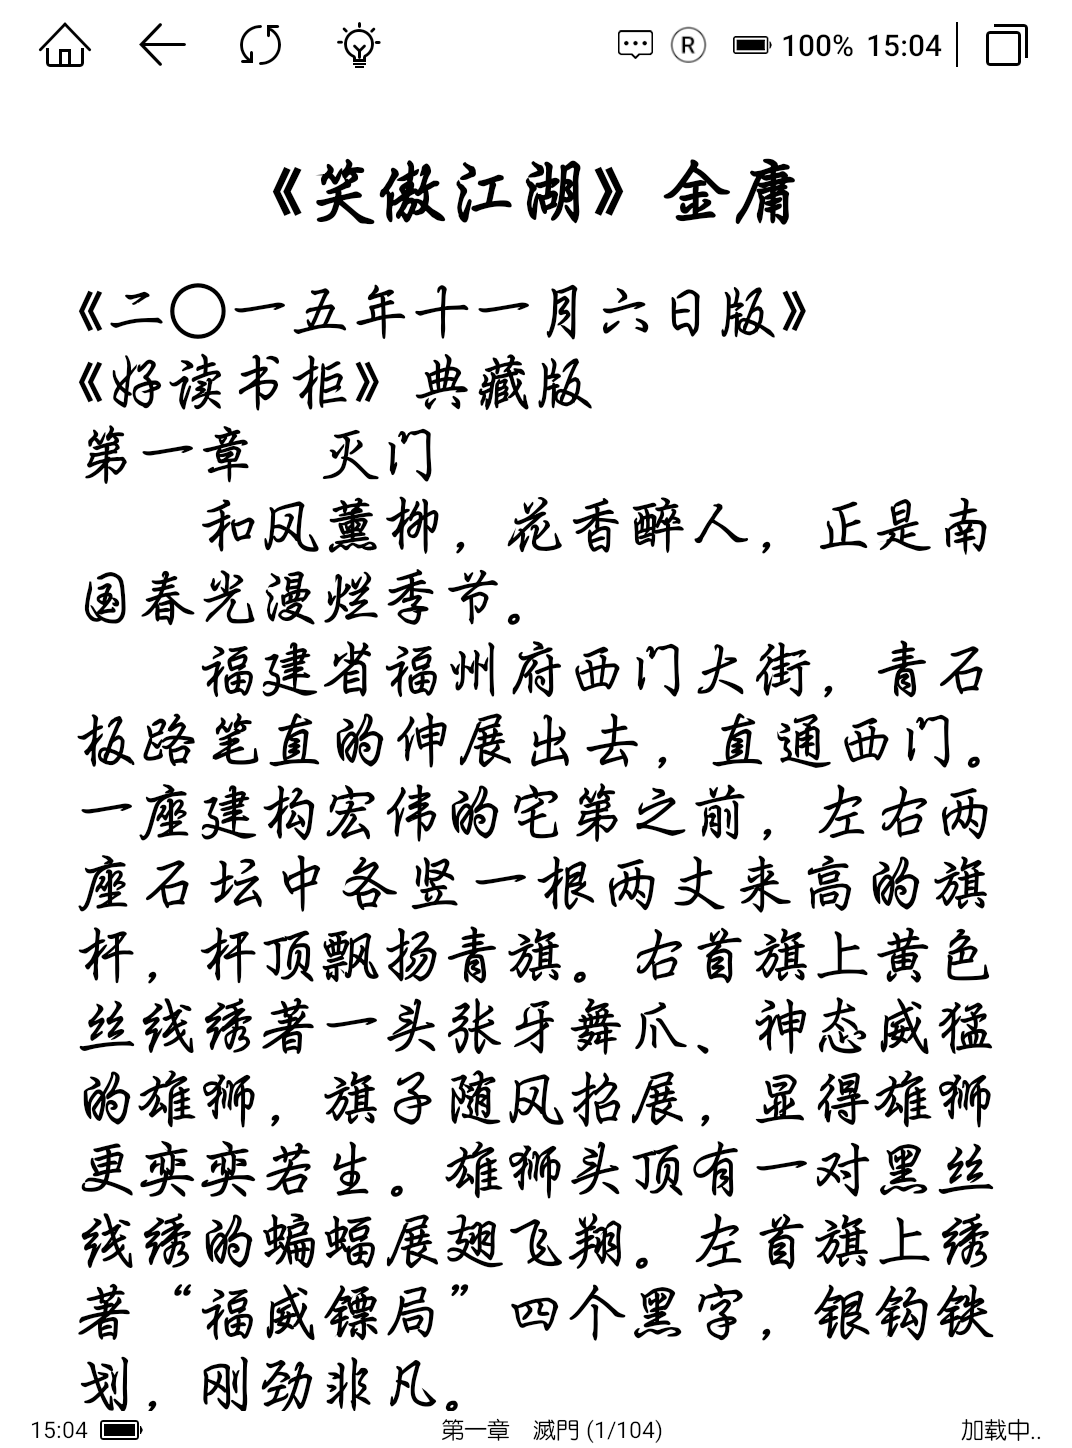 R 100% 15:04
《笑傲江湖》金庸
《二〇一五年十一月六日版》
《好读书柜》典藏版
第一章　灭门
和风薰柳，花香醉人，正是南
国春光漫烂季节。
福建省福州府西门大街，青石
板路笔直的伸展出去，直通西门。
一座建构宏伟的宅第之前，左右两
座石坛中各竖一根两丈来高的旗
杆，杆顶飘扬青旗。右首旗上黄色
丝线绣著一头张牙舞爪、神态威猛
的雄狮，旗子随风招展，显得雄狮
更奕奕若生。雄狮头顶有一对黑丝
线绣的蝙蝠展翅飞翔。左首旗上绣
著“福威镖局”四个黑字，银钩铁
划，刚劲非凡。
15:04 第一章　滅門 (1/104) 加载中..